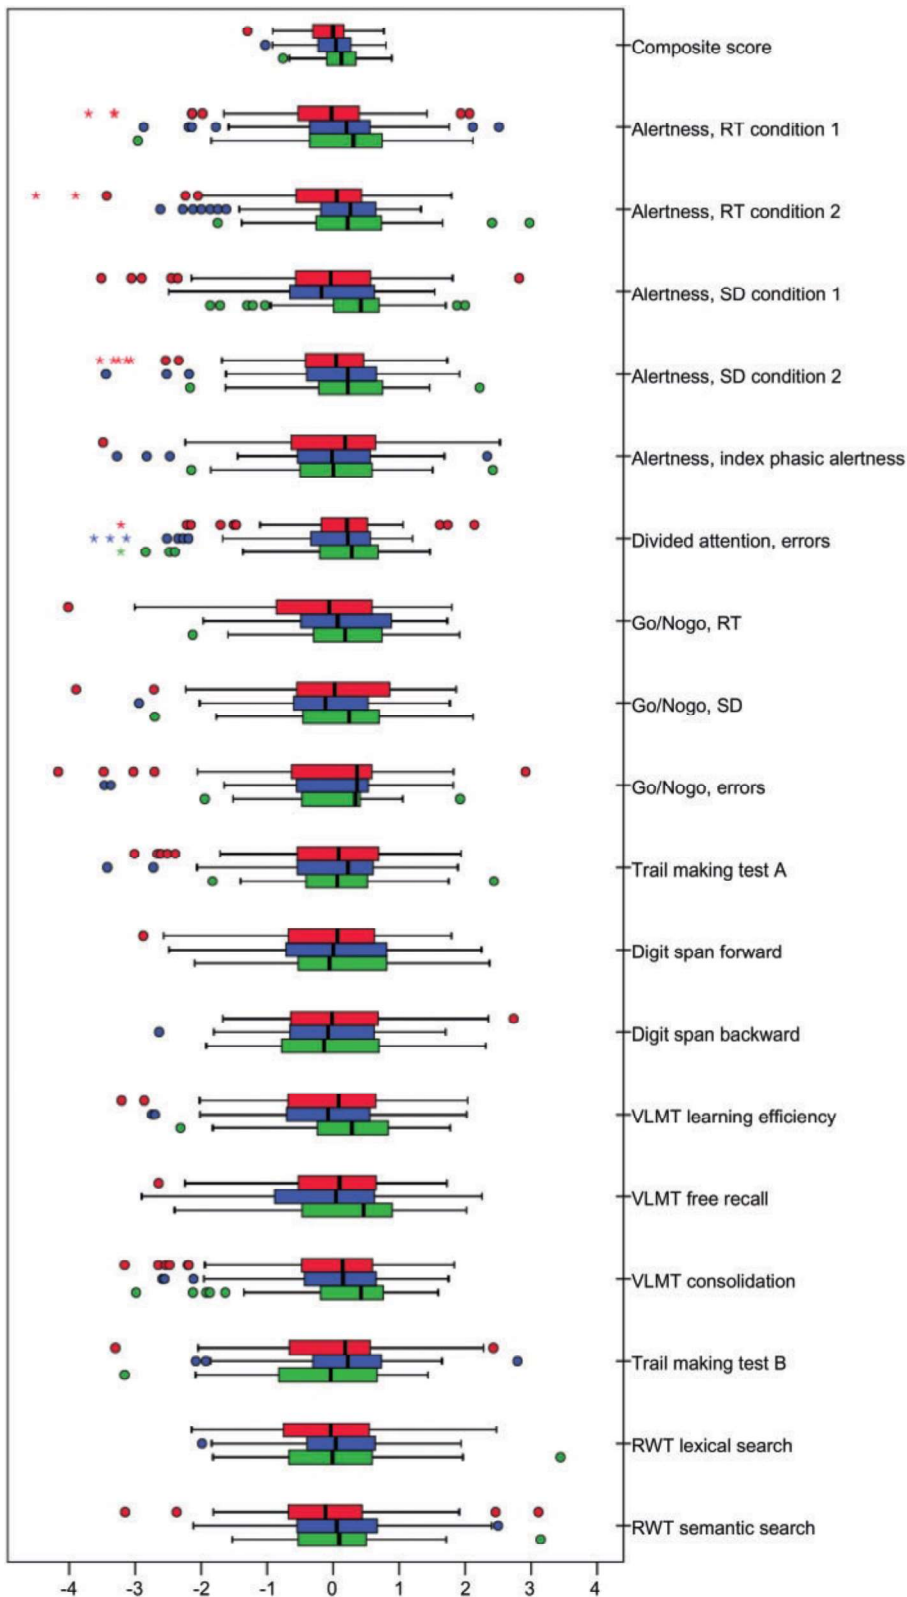 Composite score
Alertness, RT condition 1
Alertness, RT condition 2
Alertness, SD condition 1
Alertness, SD condition 2
Alertness, index phasic alertness
Divided attention, errors
Go/Nogo, RT
Go/Nogo, SD
Go/Nogo, errors
Trail making test A
Digit span forward
Digit span backward
VLMT learning efficiency
VLMT free recall
VLMT consolidation
Trail making test B
RWT lexical search
RWT semantic search
-4 -3 -2 -1 0 1 2 3 4